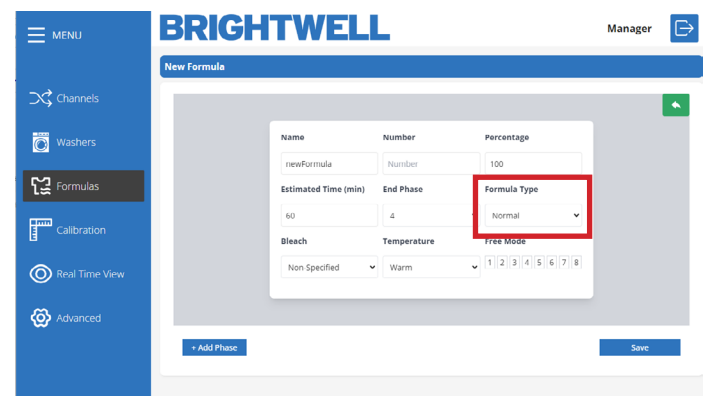 MENU
BRIGHTWELL
Manager
New Formula
Channels
Washers
Formulas
Calibration
Real Time View
Advanced
Name Number Percentage
newFormula Number 100
Estimated Time (min) End Phase Formula Type
60 4 Normal
Bleach Temperature Free Mode
Non Specified Warm 1 2 3 4 5 6 7 8
+ Add Phase Save